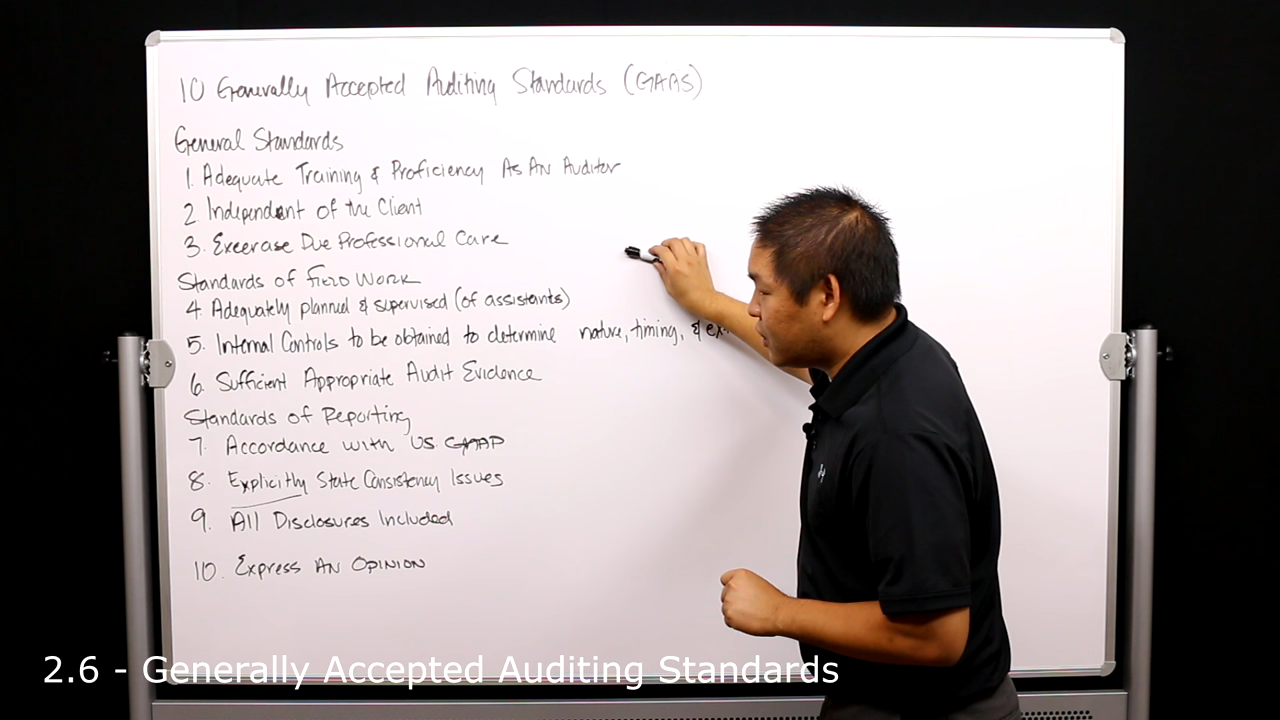 10 Generally Accepted Auditing Standards (GAAS)
General Standards
1. Adequate Training & Proficiency As An Auditor
2. Independent of the Client
3. Excerase Due Professional Care
Standards of Field Work
4. Adequately planned & supervised (of assistants)
5. Internal Controls to be obtained to determine nature, timing, &
6. Sufficient Appropriate Audit Evidence
Standards of Reporting
7. Accordance with US GAAP
8. Explicitly State Consistency Issues
9. All Disclosures Included
10. Express An Opinion
2.6 - Generally Accepted Auditing Standards